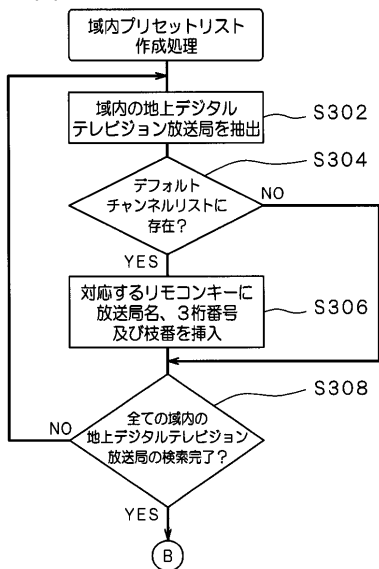 域内プリセットリスト
作成処理
域内の地上デジタル
テレビジョン放送局を抽出
S302
S304
デフォルト
チャンネルリストに
存在?
NO
YES
対応するリモコンキーに
放送局名、3桁番号
及び枝番を挿入
S306
S308
全ての域内の
地上デジタルテレビジョン
放送局の検索完了?
NO
YES
B